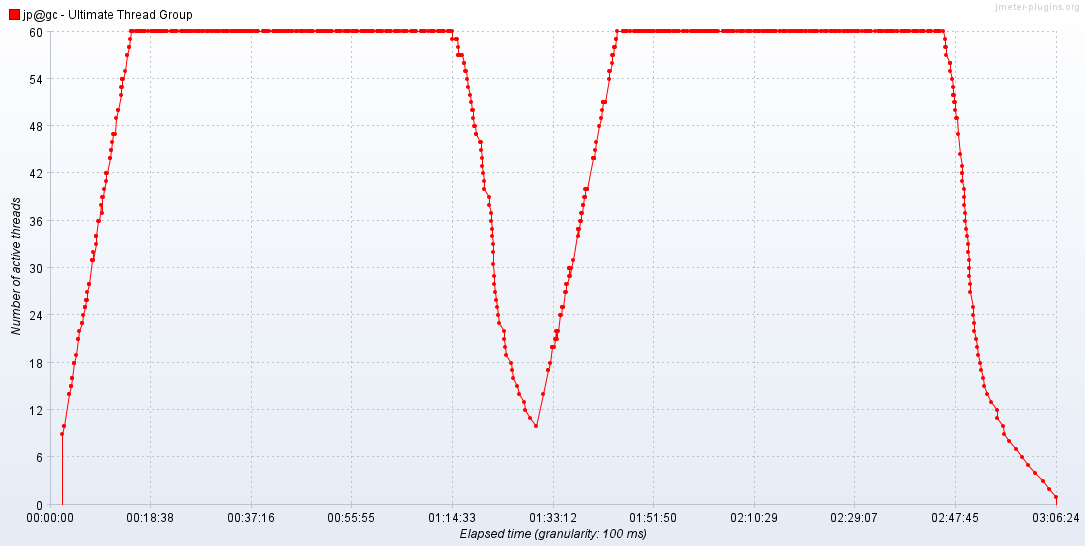 jp@gc - Ultimate Thread Group
jmeter-plugins.org
Number of active threads
60
54
48
42
36
30
24
18
12
6
0
00:00:00 00:18:38 00:37:16 00:55:55 01:14:33 01:33:12 01:51:50 02:10:29 02:29:07 02:47:45 03:06:24
Elapsed time (granularity: 100 ms)